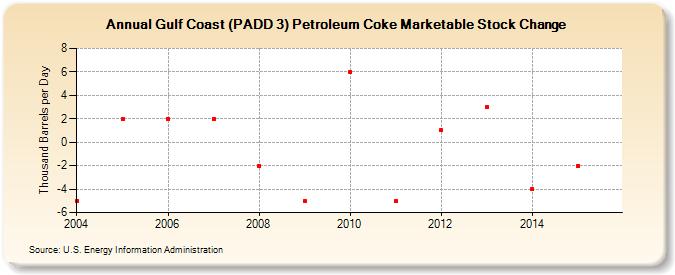 Annual Gulf Coast (PADD 3) Petroleum Coke Marketable Stock Change
Thousand Barrels per Day
8
6
4
2
0
-2
-4
-6
2004 2006 2008 2010 2012 2014
Source: U.S. Energy Information Administration